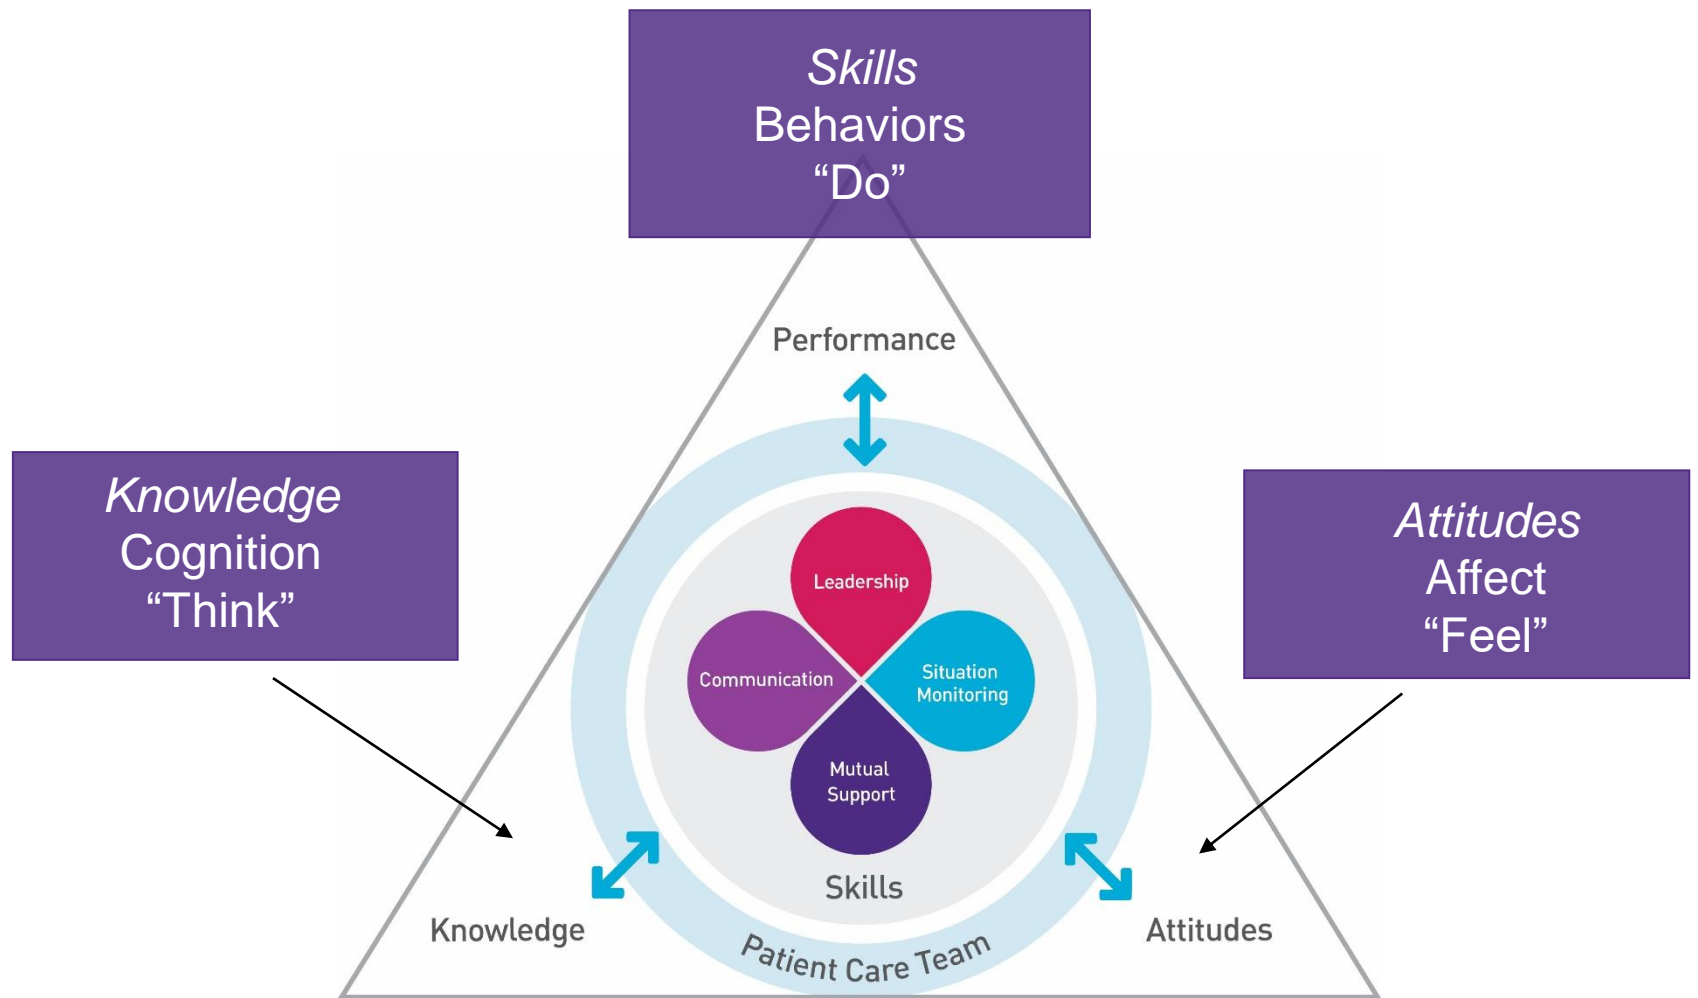 Skills
Behaviors
“Do”
Performance
Knowledge
Cognition
“Think”
Attitudes
Affect
“Feel”
Leadership
Communication
Situation
Monitoring
Mutual
Support
Skills
Knowledge
Attitudes
Patient Care Team